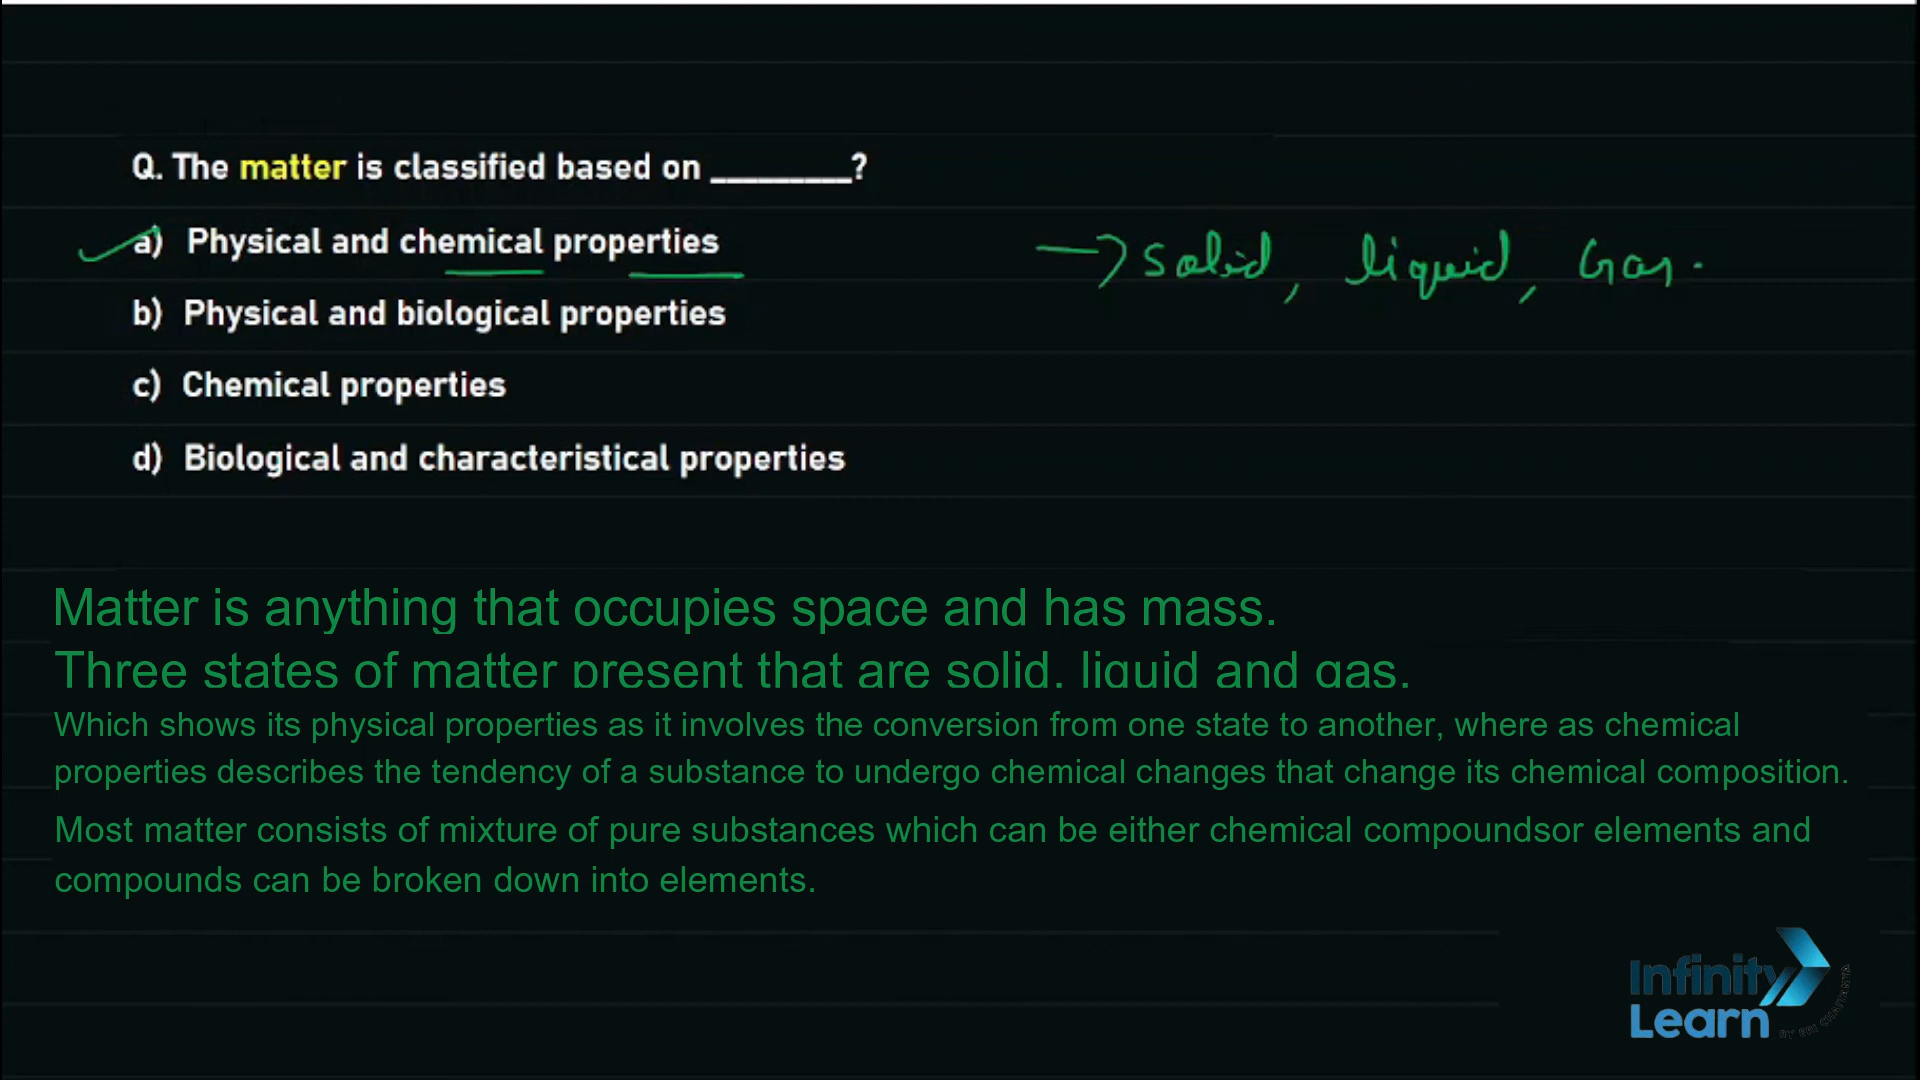 Q. The matter is classified based on _________?
a) Physical and chemical properties
→ solid, liquid, Gas.
b) Physical and biological properties
c) Chemical properties
d) Biological and characteristical properties
Matter is anything that occupies space and has mass.
Three states of matter present that are solid, liquid and gas.
Which shows its physical properties as it involves the conversion from one state to another, where as chemical
properties describes the tendency of a substance to undergo chemical changes that change its chemical composition.
Most matter consists of mixture of pure substances which can be either chemical compoundsor elements and
compounds can be broken down into elements.
Infinity
Learn
BY SRI CHAITANYA